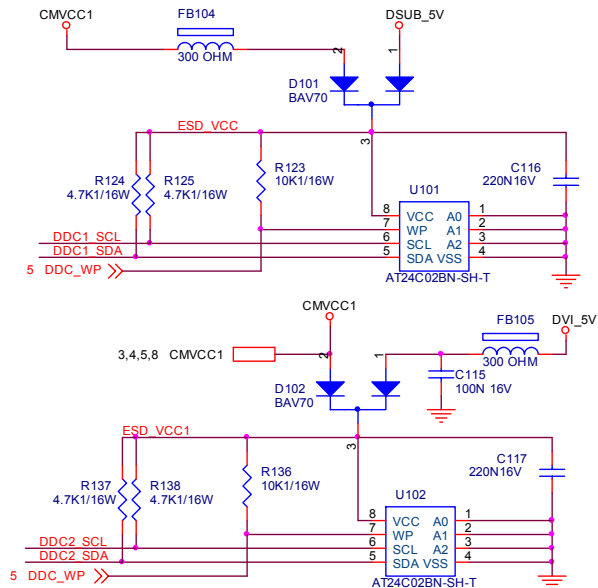 CMVCC1
FB104
DSUB_5V
300 OHM
2
1
D101
BAV70
3
ESD_VCC
R124
4.7K1/16W
R125
4.7K1/16W
R123
10K1/16W
C116
220N16V
U101
8 VCC A0 1
7 WP A1 2
6 SCL A2 3
5 SDA VSS 4
AT24C02BN-SH-T
DDC1_SCL
DDC1_SDA
5 DDC_WP
CMVCC1
FB105
DVI_5V
300 OHM
3,4,5,8 CMVCC1
2
1
D102
BAV70
C115
100N 16V
3
ESD_VCC1
R137
4.7K1/16W
R138
4.7K1/16W
R136
10K1/16W
C117
220N16V
U102
8 VCC A0 1
7 WP A1 2
6 SCL A2 3
5 SDA VSS 4
AT24C02BN-SH-T
DDC2_SCL
DDC2_SDA
5 DDC_WP